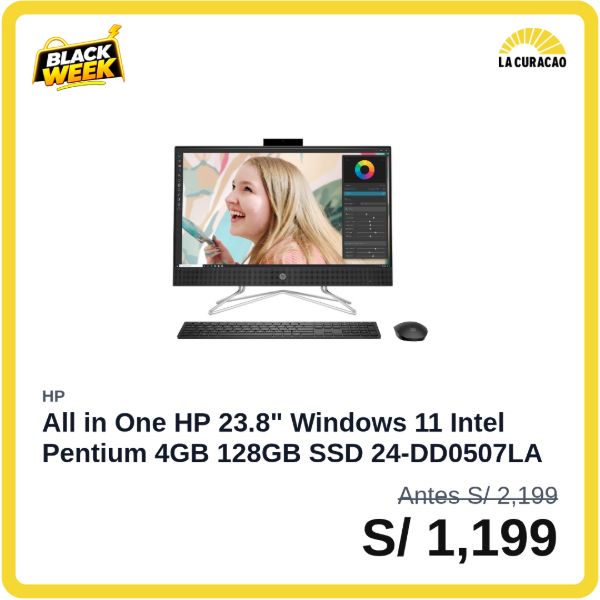 BLACK
WEEK
LA CURACAO
HP
All in One HP 23.8" Windows 11 Intel
Pentium 4GB 128GB SSD 24-DD0507LA
Antes S/ 2,199
S/ 1,199